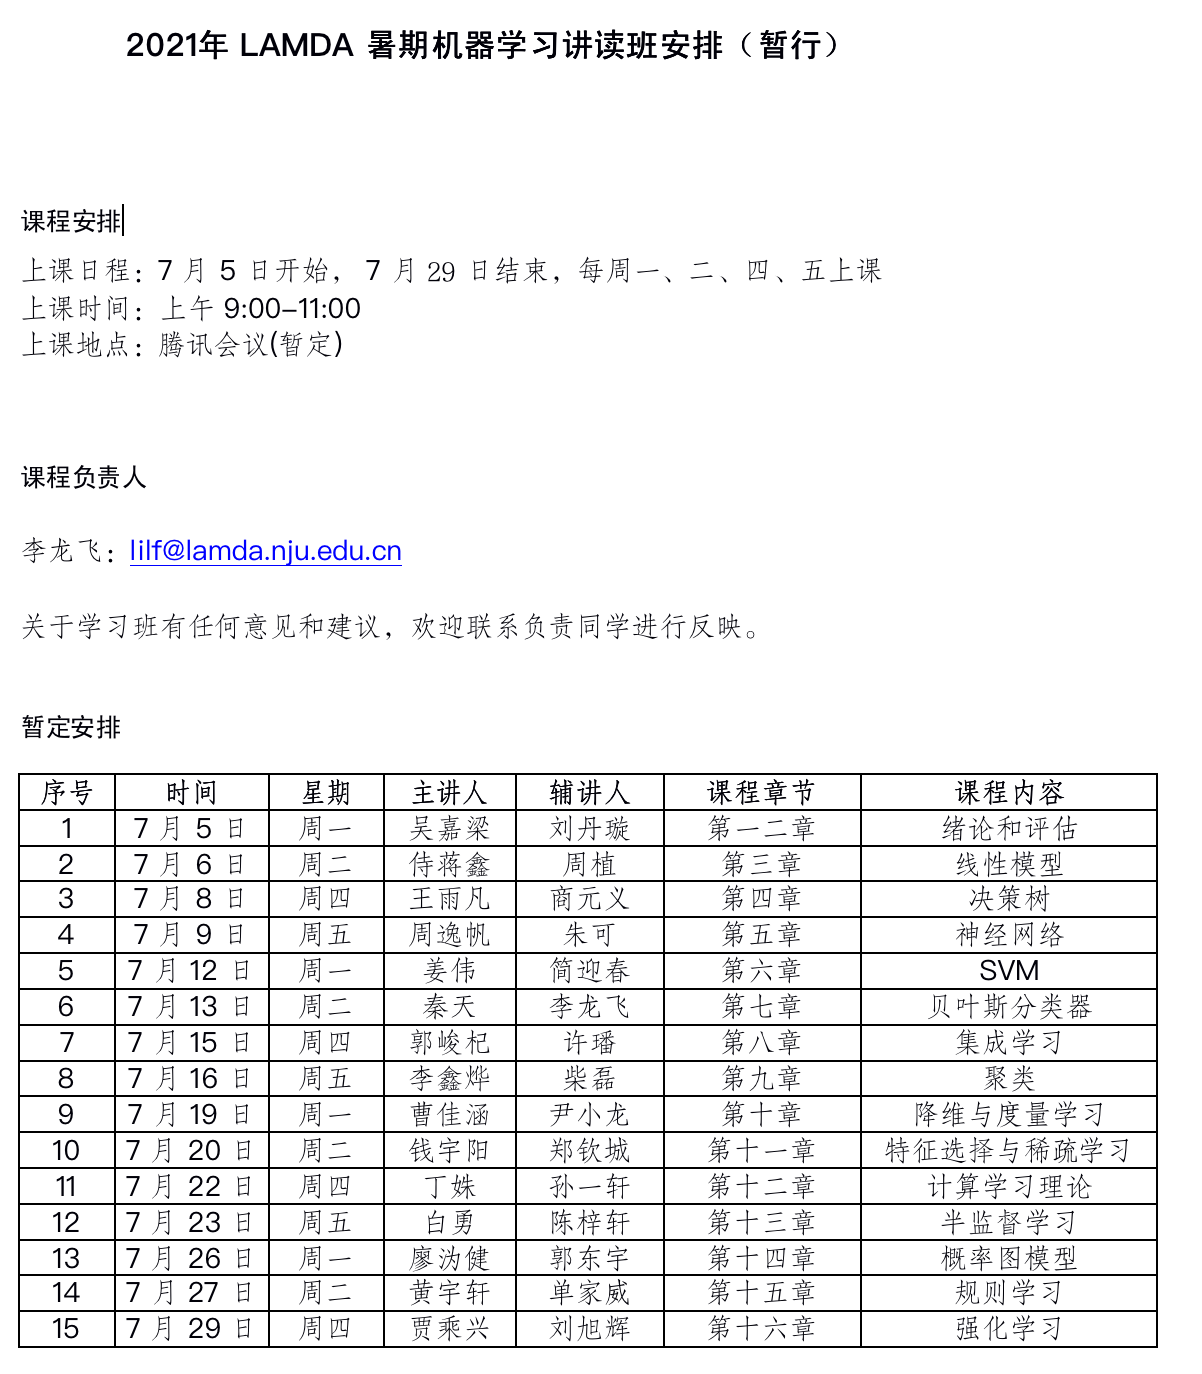 2021年 LAMDA 暑期机器学习讲读班安排（暂行）
课程安排
上课日程：7 月 5 日开始， 7 月 29 日结束，每周一、二、四、五上课
上课时间：上午 9:00–11:00
上课地点：腾讯会议(暂定)
课程负责人
李龙飞：lilf@lamda.nju.edu.cn
关于学习班有任何意见和建议，欢迎联系负责同学进行反映。
暂定安排
序号 时间 星期 主讲人 辅讲人 课程章节 课程内容
1 7 月 5 日 周一 吴嘉梁 刘丹璇 第一二章 绪论和评估
2 7 月 6 日 周二 侍蒋鑫 周植 第三章 线性模型
3 7 月 8 日 周四 王雨凡 商元义 第四章 决策树
4 7 月 9 日 周五 周逸帆 朱可 第五章 神经网络
5 7 月 12 日 周一 姜伟 简迎春 第六章 SVM
6 7 月 13 日 周二 秦天 李龙飞 第七章 贝叶斯分类器
7 7 月 15 日 周四 郭峻杞 许璠 第八章 集成学习
8 7 月 16 日 周五 李鑫烨 柴磊 第九章 聚类
9 7 月 19 日 周一 曹佳涵 尹小龙 第十章 降维与度量学习
10 7 月 20 日 周二 钱宇阳 郑钦城 第十一章 特征选择与稀疏学习
11 7 月 22 日 周四 丁姝 孙一轩 第十二章 计算学习理论
12 7 月 23 日 周五 白勇 陈梓轩 第十三章 半监督学习
13 7 月 26 日 周一 廖沩健 郭东宇 第十四章 概率图模型
14 7 月 27 日 周二 黄宇轩 单家威 第十五章 规则学习
15 7 月 29 日 周四 贾乘兴 刘旭辉 第十六章 强化学习